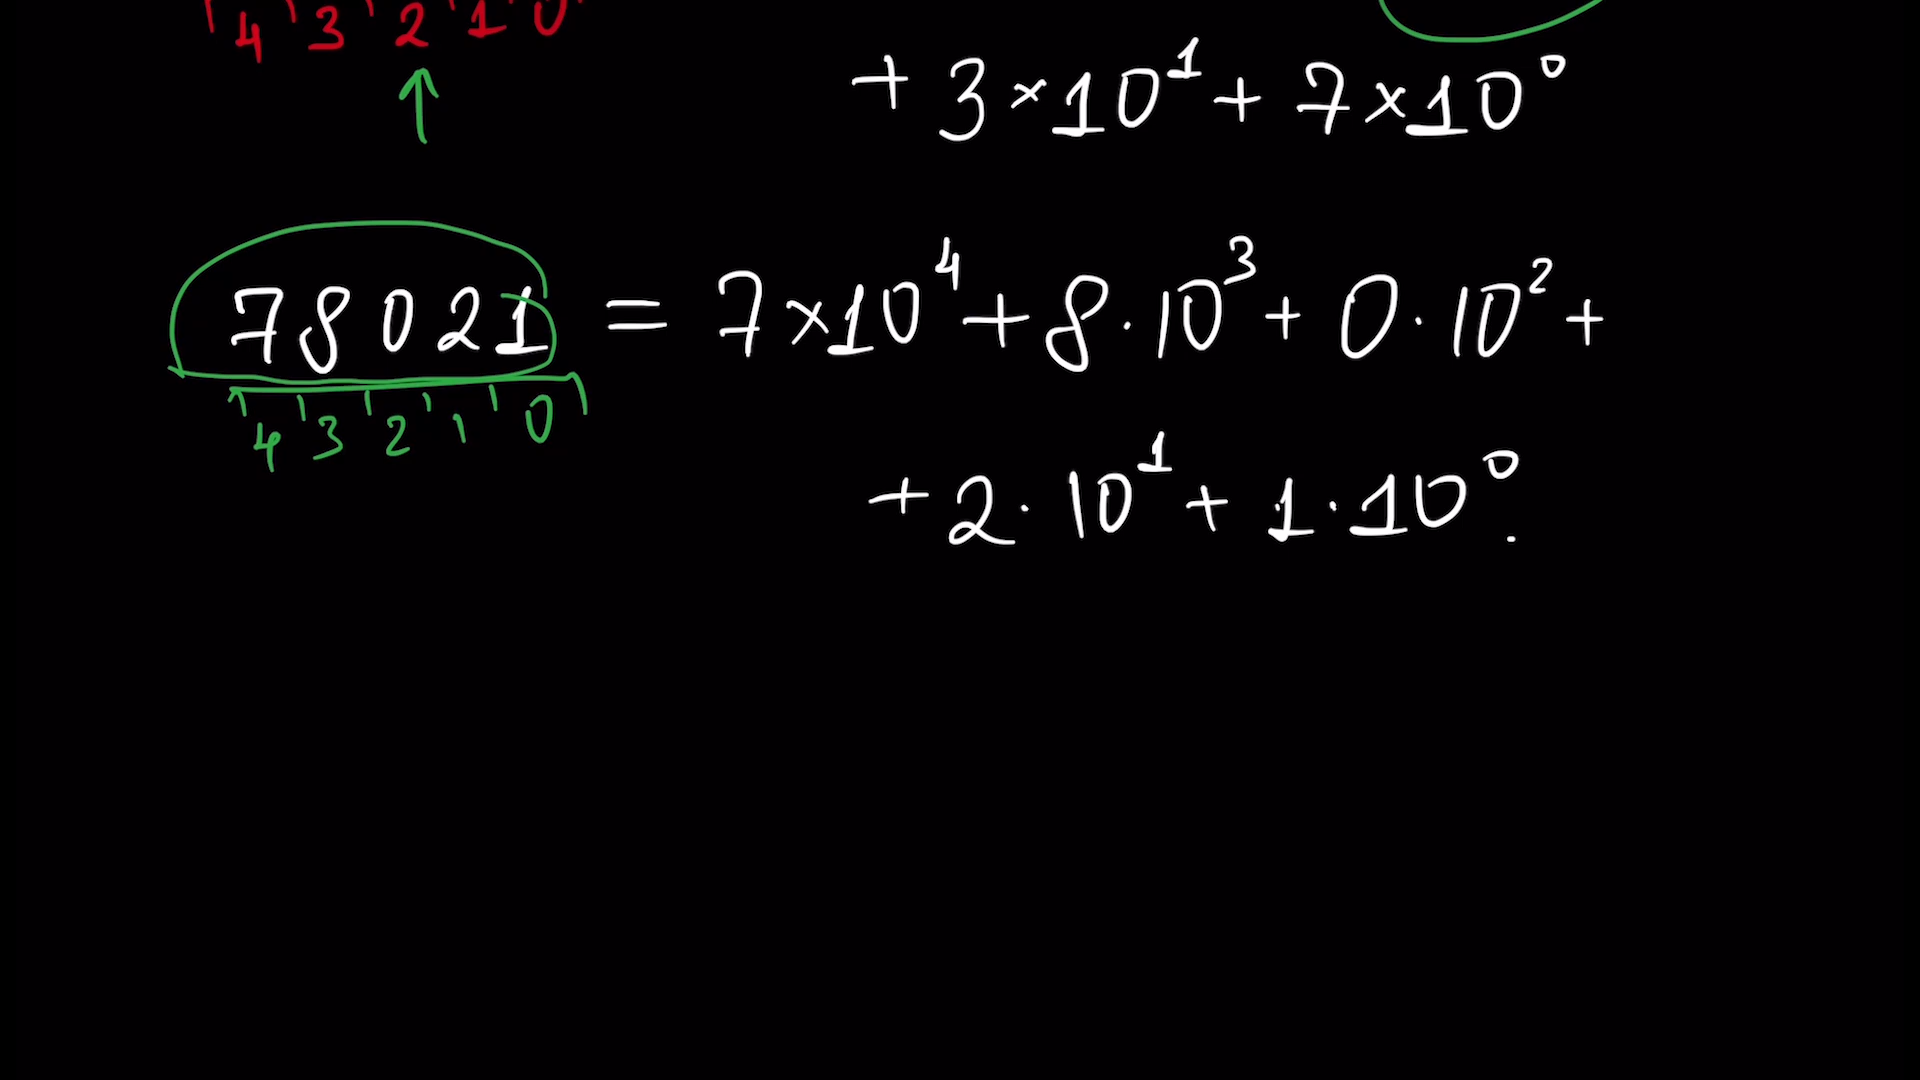 4 3 2 1 0
+ 3 × 10¹ + 7 × 10⁰
78021 = 7 × 10⁴ + 8 · 10³ + 0 · 10² +
4 3 2 1 0
+ 2 · 10¹ + 1 · 10⁰.